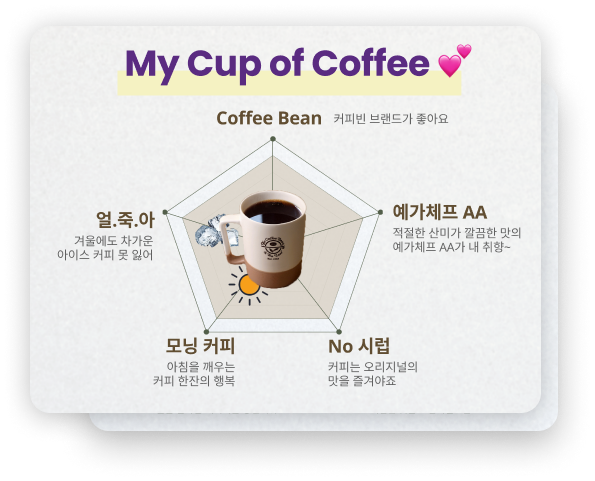 My Cup of Coffee 💕
Coffee Bean 커피빈 브랜드가 좋아요
얼.죽.아
겨울에도 차가운
아이스 커피 못 잃어
예가체프 AA
적절한 산미가 깔끔한 맛의
예가체프 AA가 내 취향~
모닝 커피
아침을 깨우는
커피 한잔의 행복
No 시럽
커피는 오리지널의
맛을 즐겨야죠